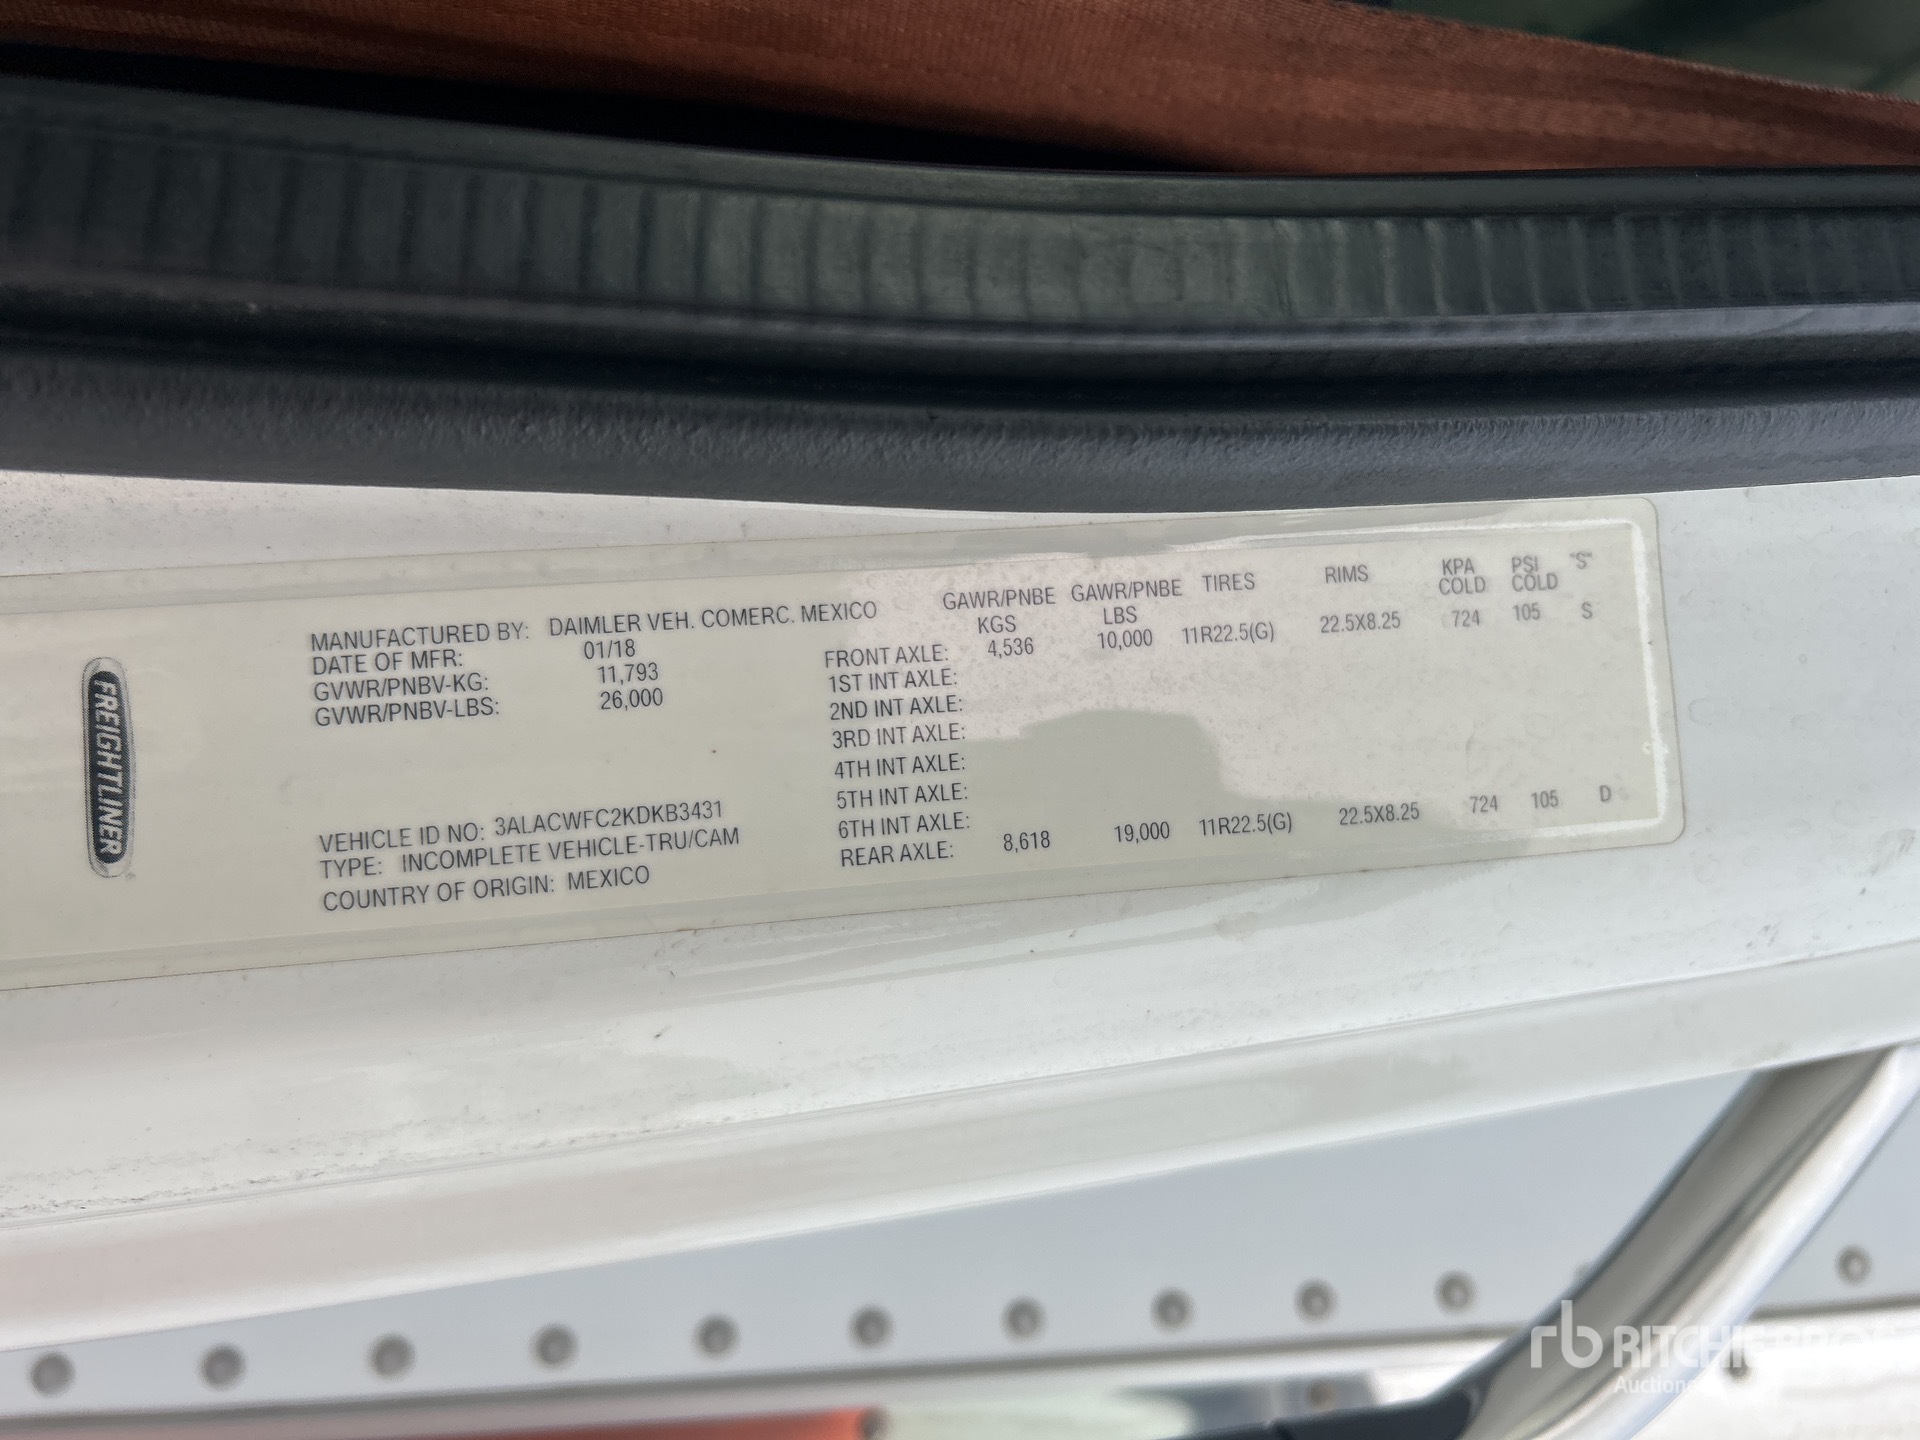 FREIGHTLINER
MANUFACTURED BY: DAIMLER VEH. COMERC. MEXICO
DATE OF MFR: 01/18
GVWR/PNBV-KG: 11,793
GVWR/PNBV-LBS: 26,000
VEHICLE ID NO: 3ALACWFC2KDKB3431
TYPE: INCOMPLETE VEHICLE-TRU/CAM
COUNTRY OF ORIGIN: MEXICO
GAWR/PNBE KGS GAWR/PNBE LBS TIRES RIMS KPA COLD PSI COLD "S"
FRONT AXLE: 4,536 10,000 11R22.5(G) 22.5X8.25 724 105 S
1ST INT AXLE:
2ND INT AXLE:
3RD INT AXLE:
4TH INT AXLE:
5TH INT AXLE:
6TH INT AXLE:
REAR AXLE: 8,618 19,000 11R22.5(G) 22.5X8.25 724 105 D
rb RITCHIE BROS
Auctione